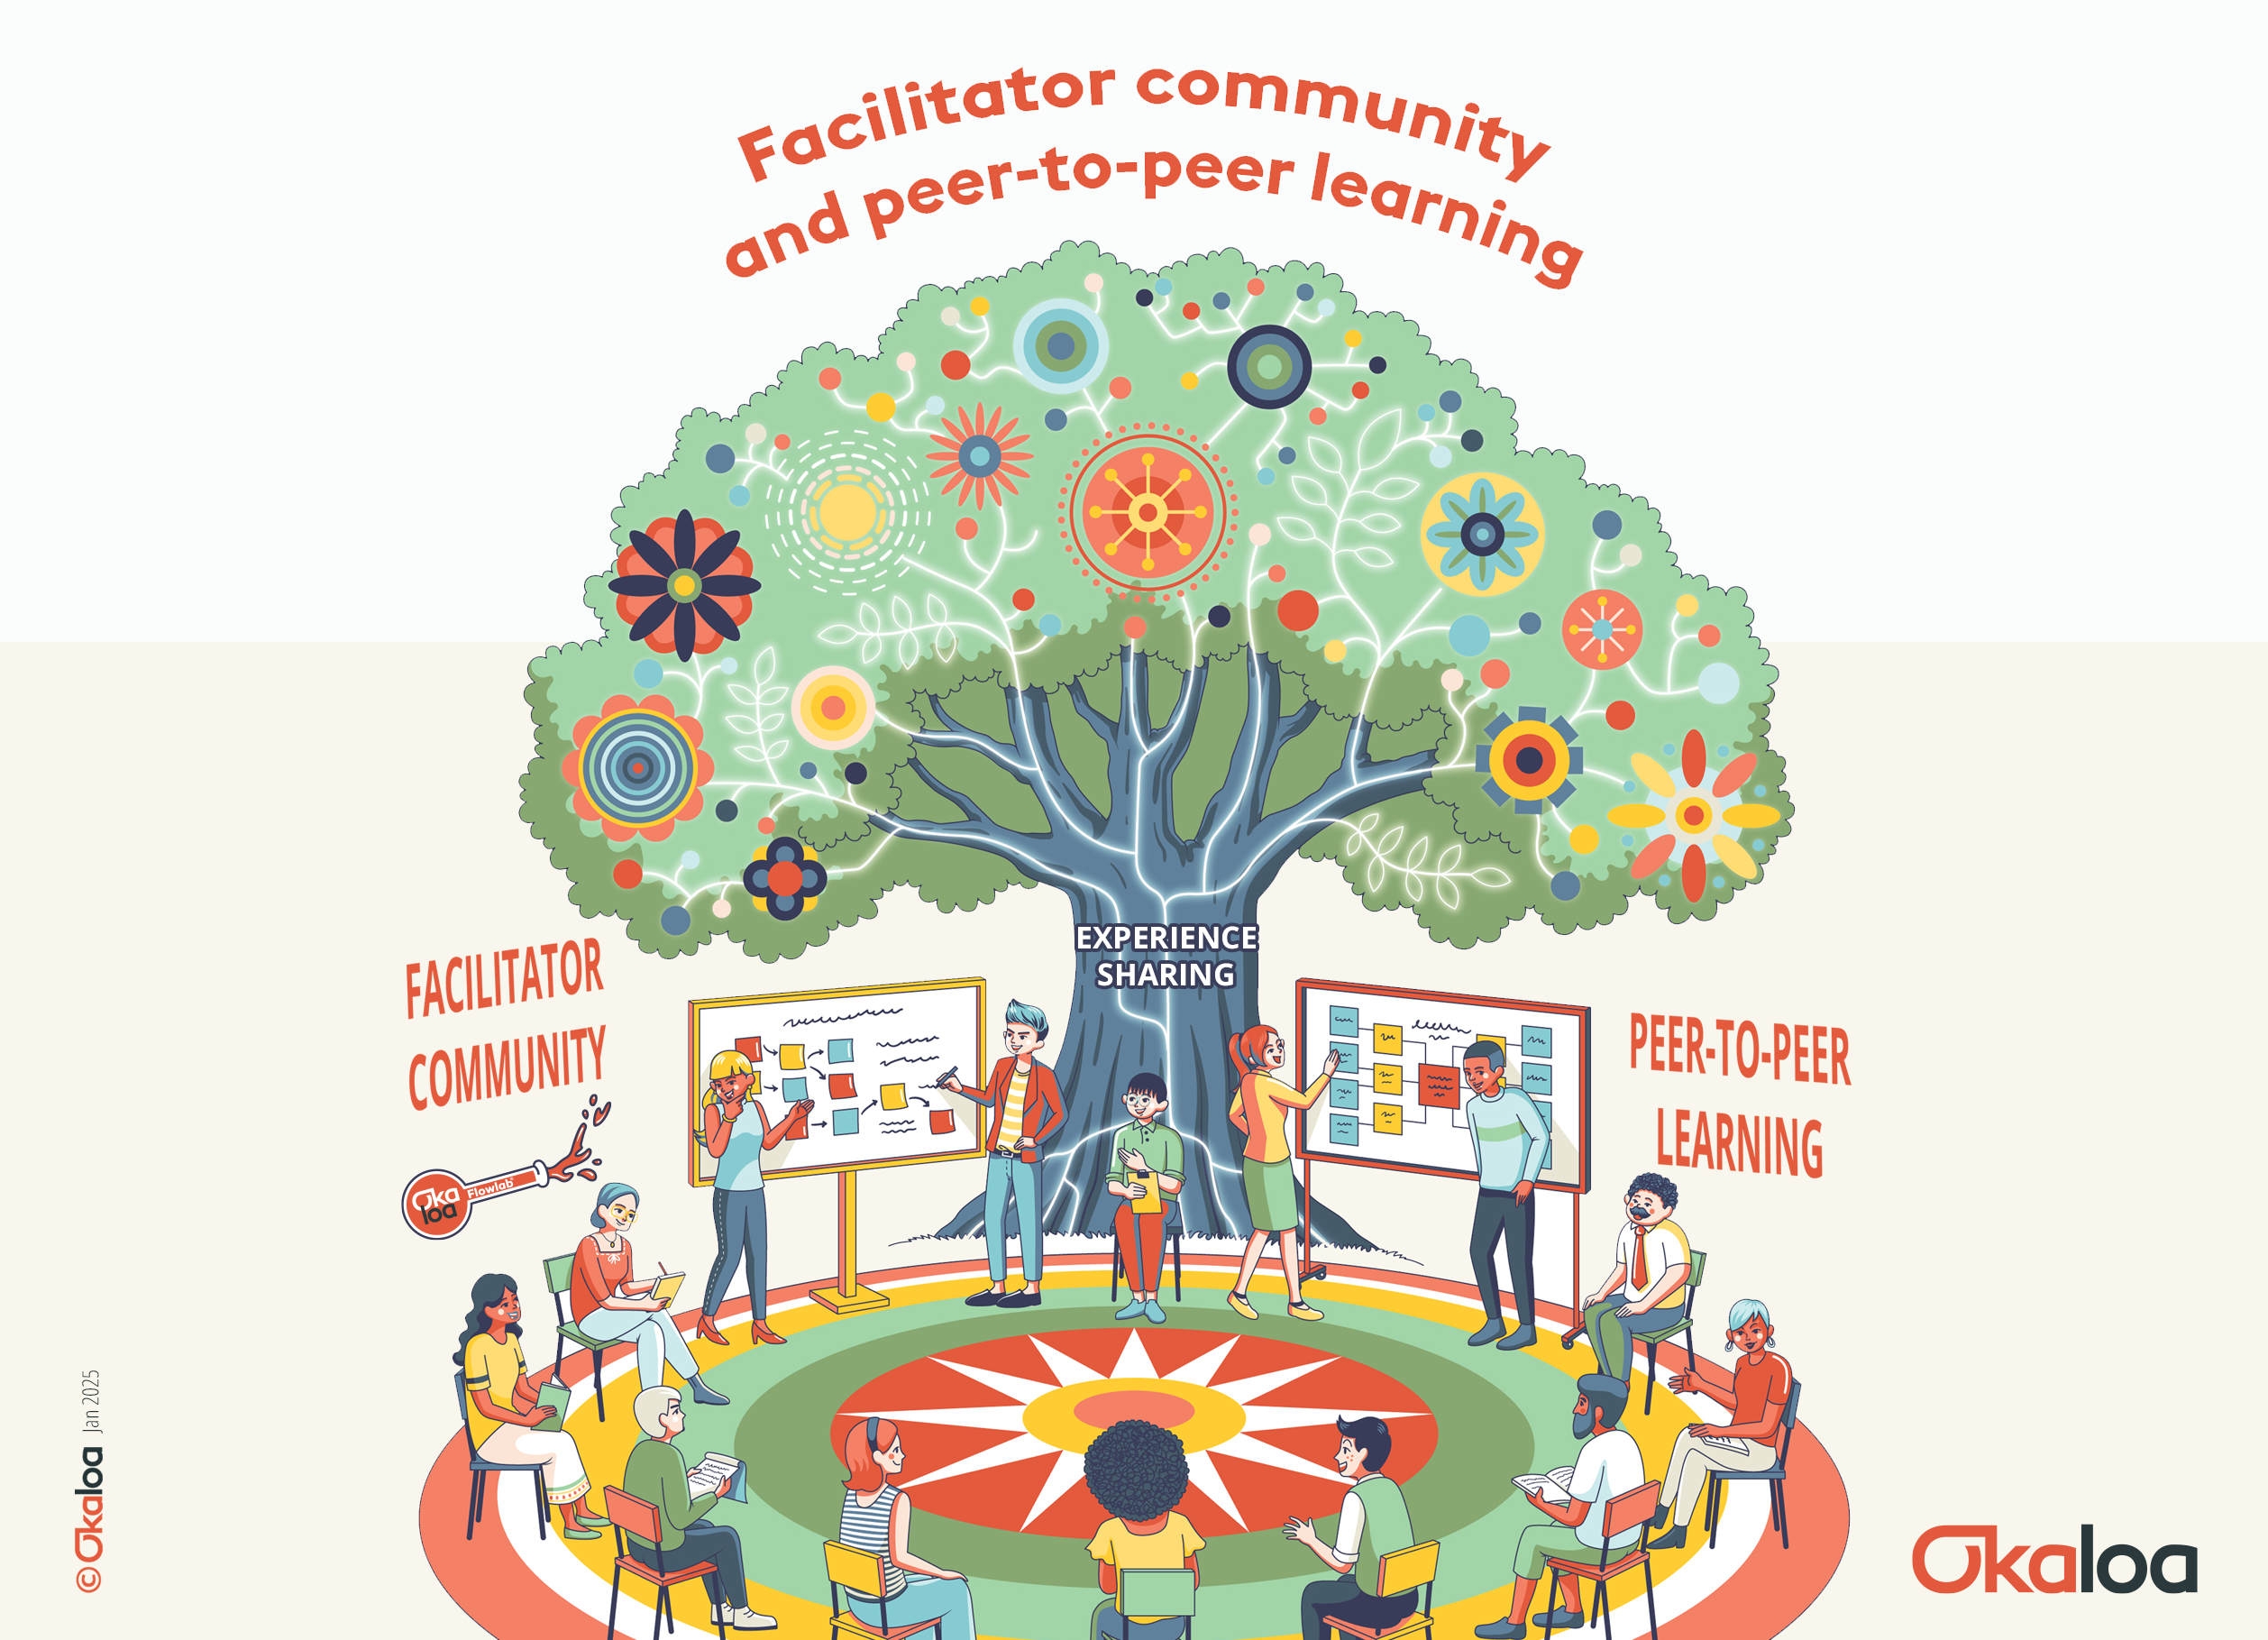 Facilitator community
and peer-to-peer learning
EXPERIENCE
SHARING
FACILITATOR
COMMUNITY
PEER-TO-PEER
LEARNING
Okaloa
Flowlab
© Okaloa Jan 2025
Okaloa